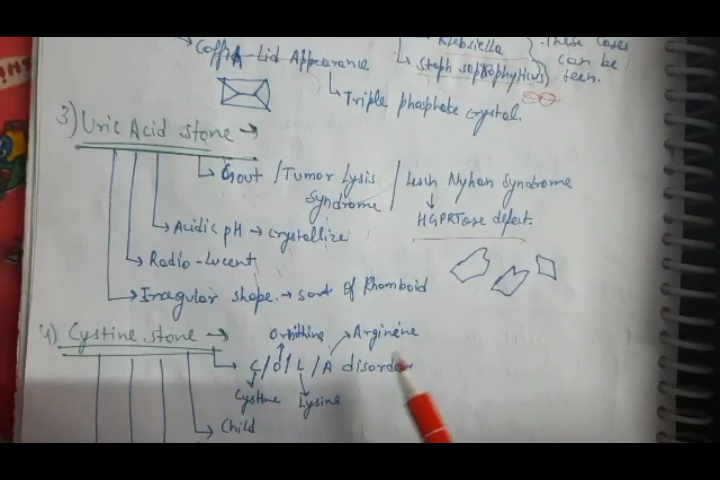 Klebsiella
These cases
Coffin-Lid Appearance
can be
Staph saprophyticus
seen.
Triple phosphate crystal.
3) Uric Acid stone →
Gout / Tumor Lysis Syndrome / Lesch Nyhan Syndrome
HGPRTase defect.
Acidic pH → crystallize
Radio-Lucent
Irregular shape → sort of Rhomboid
4) Cystine stone →
Ornithine
Arginine
C/O/L/A disorder
Cystine
Lysine
Child